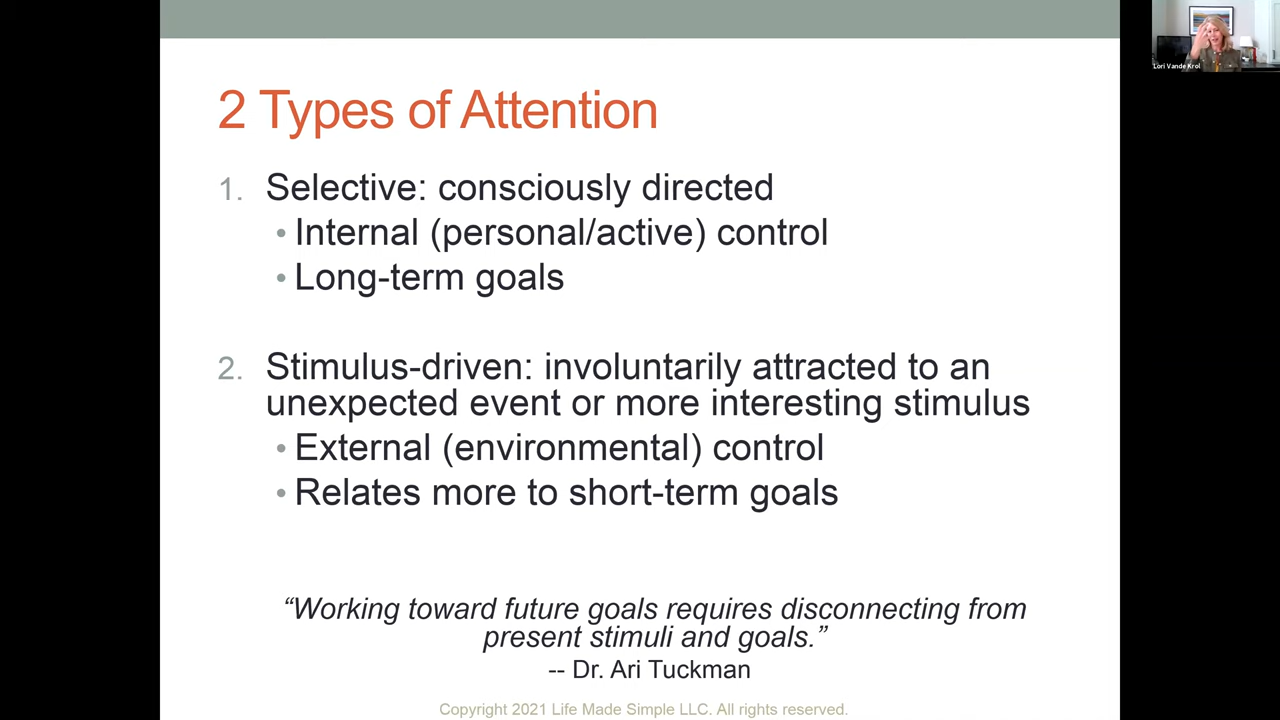 Lori Vande Krol
2 Types of Attention
1. Selective: consciously directed
• Internal (personal/active) control
• Long-term goals
2. Stimulus-driven: involuntarily attracted to an
unexpected event or more interesting stimulus
• External (environmental) control
• Relates more to short-term goals
“Working toward future goals requires disconnecting from
present stimuli and goals.”
-- Dr. Ari Tuckman
Copyright 2021 Life Made Simple LLC. All rights reserved.